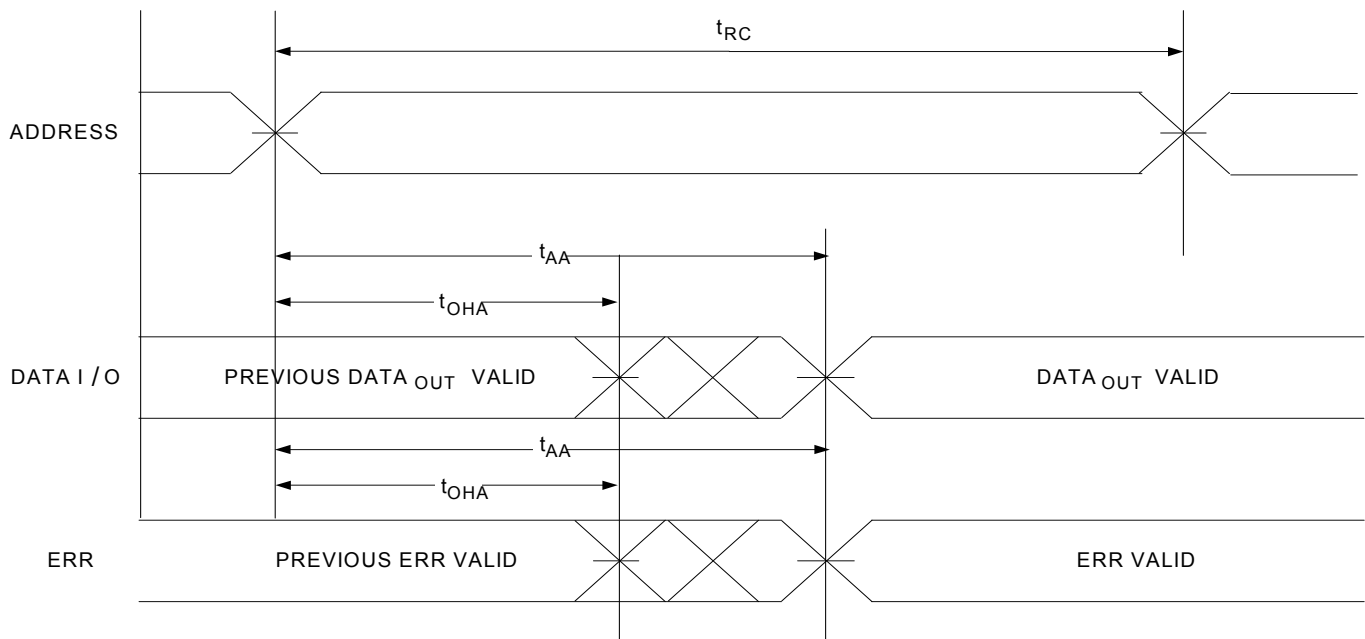 tRC
ADDRESS
tAA
tOHA
DATA I / O
PREVIOUS DATA OUT VALID
DATA OUT VALID
tAA
tOHA
ERR
PREVIOUS ERR VALID
ERR VALID